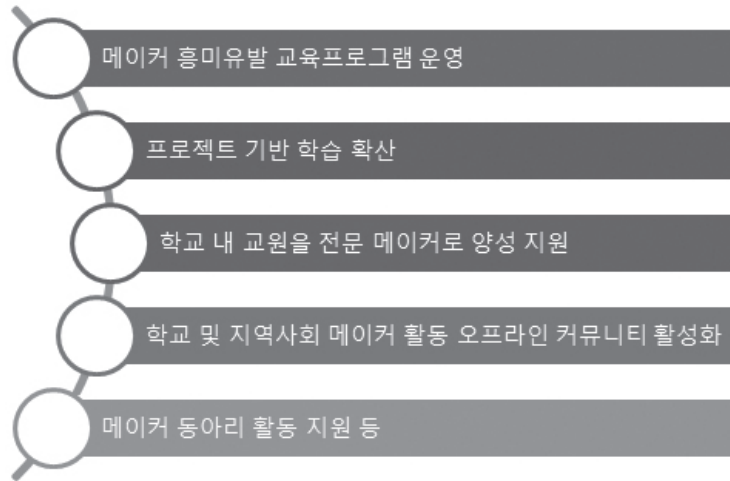 메이커 흥미유발 교육프로그램 운영
프로젝트 기반 학습 확산
학교 내 교원을 전문 메이커로 양성 지원
학교 및 지역사회 메이커 활동 오프라인 커뮤니티 활성화
메이커 동아리 활동 지원 등